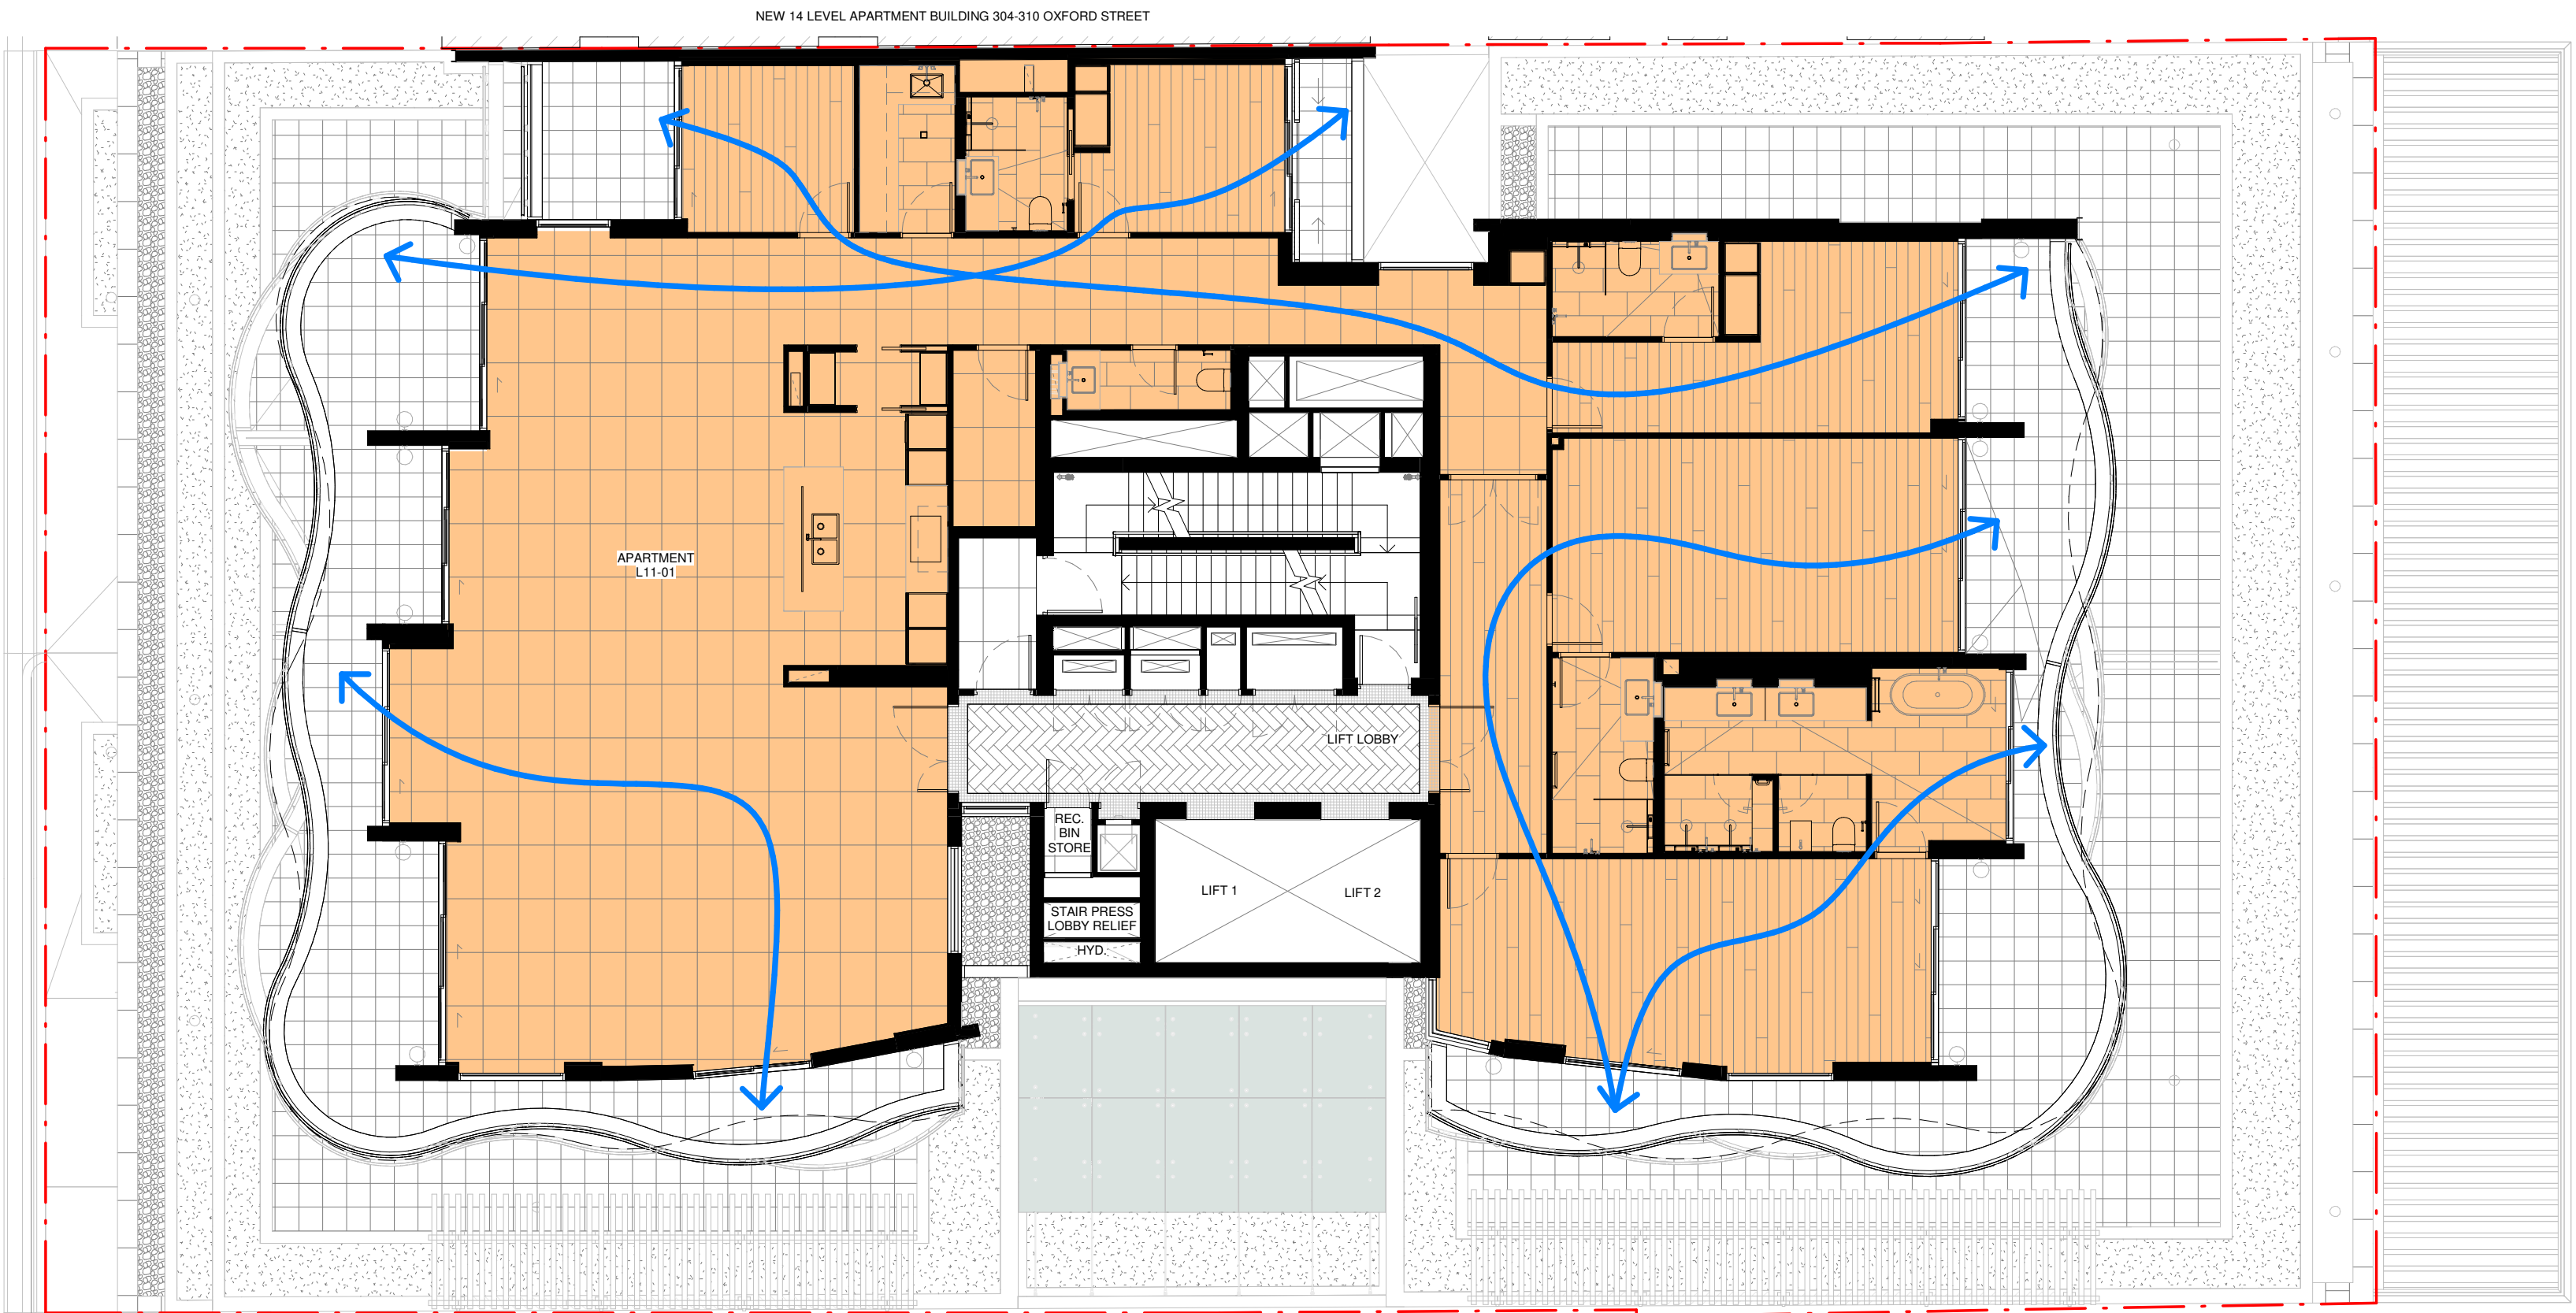 NEW 14 LEVEL APARTMENT BUILDING 304-310 OXFORD STREET
APARTMENT
L11-01
LIFT LOBBY
REC.
BIN
STORE
LIFT 1
LIFT 2
STAIR PRESS
LOBBY RELIEF
HYD.